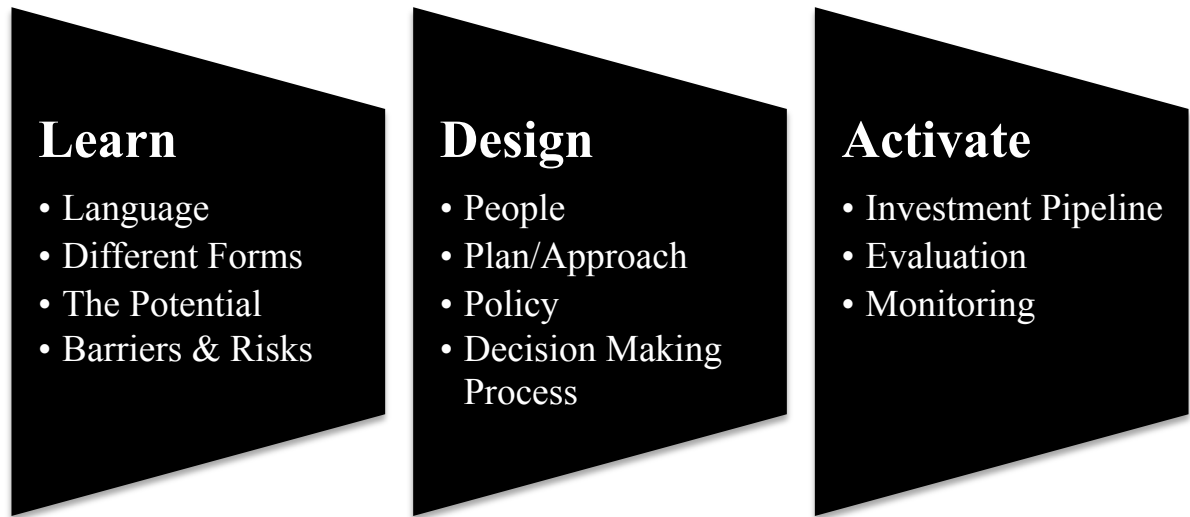 Learn
• Language
• Different Forms
• The Potential
• Barriers & Risks
Design
• People
• Plan/Approach
• Policy
• Decision Making
Process
Activate
• Investment Pipeline
• Evaluation
• Monitoring